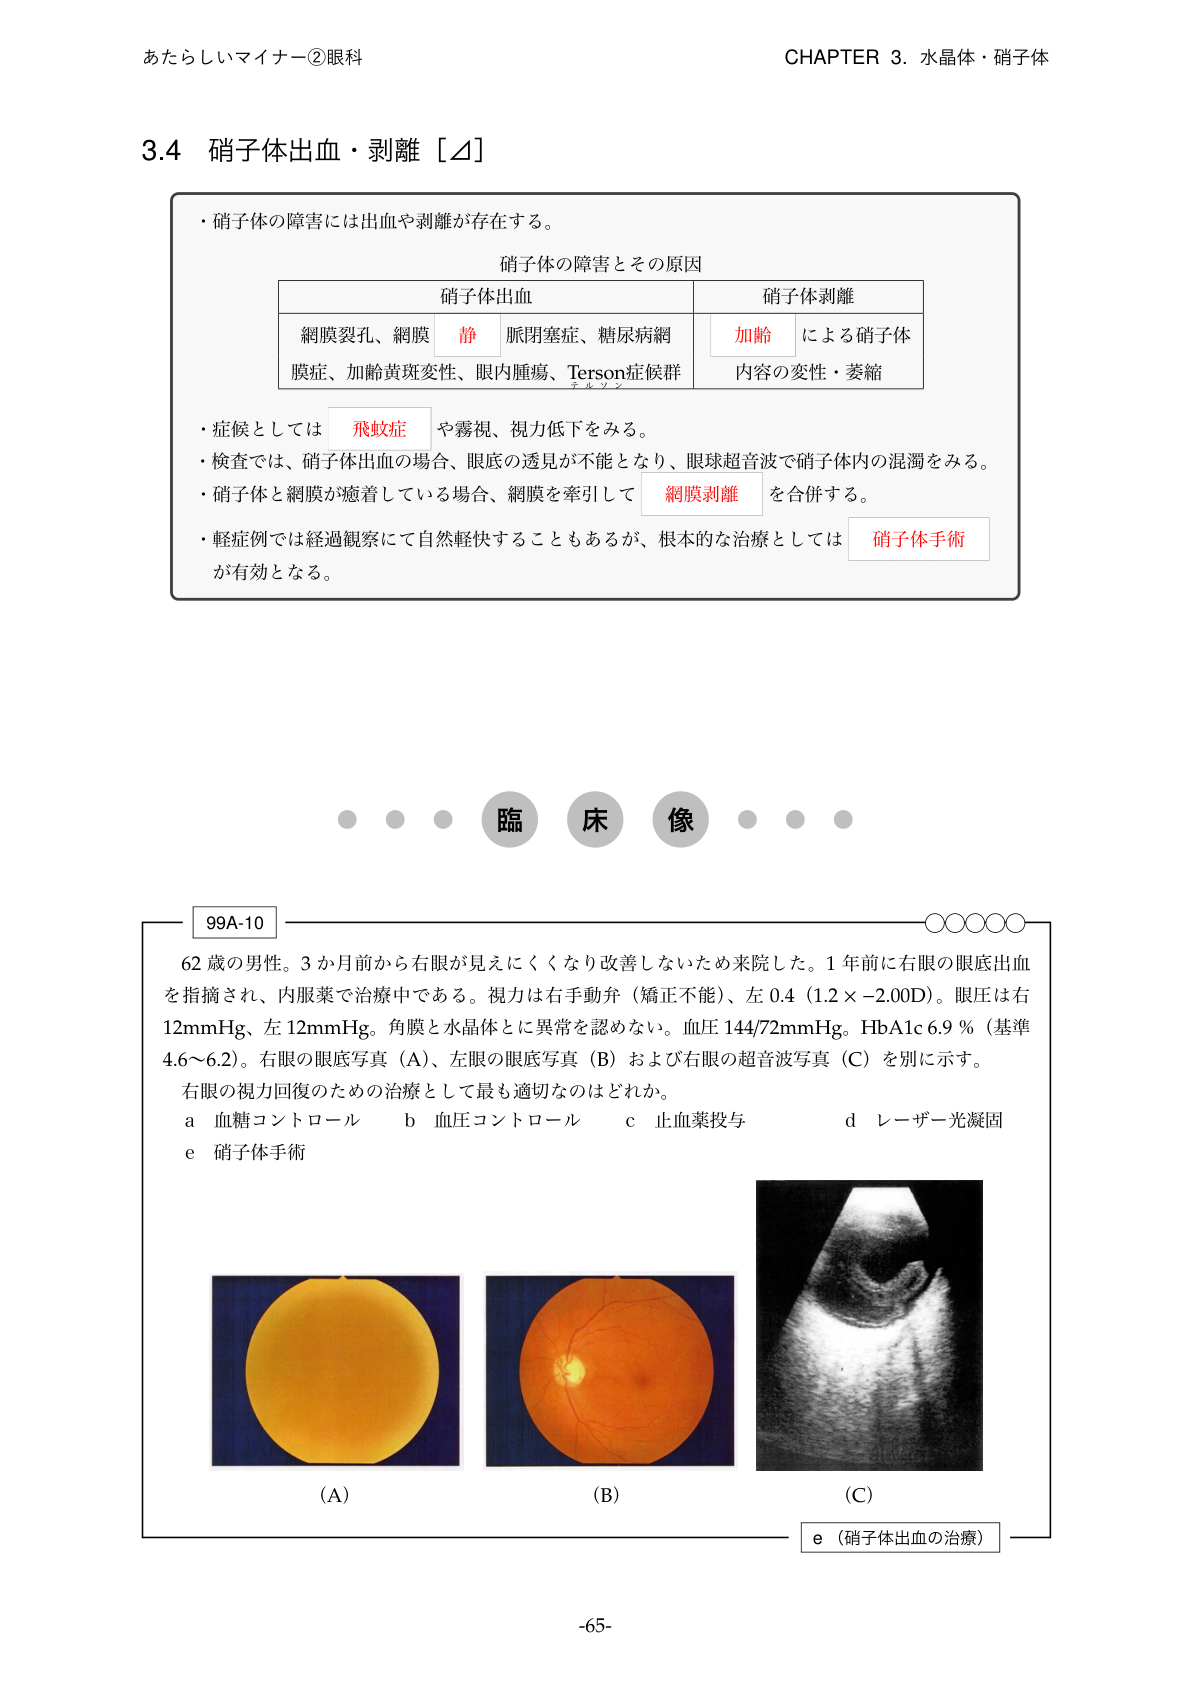 あたらしいマイナー②眼科
CHAPTER 3. 水晶体・硝子体
3.4 硝子体出血・剥離［⊿］
・硝子体の障害には出血や剥離が存在する。
硝子体の障害とその原因
硝子体出血 硝子体剥離
網膜裂孔、網膜 静 脈閉塞症、糖尿病網 加齢 による硝子体
膜症、加齢黄斑変性、眼内腫瘍、Terson症候群 内容の変性・萎縮
テルソン
・症候としては 飛蚊症 や霧視、視力低下をみる。
・検査では、硝子体出血の場合、眼底の透見が不能となり、眼球超音波で硝子体内の混濁をみる。
・硝子体と網膜が癒着している場合、網膜を牽引して 網膜剥離 を合併する。
・軽症例では経過観察にて自然軽快することもあるが、根本的な治療としては 硝子体手術
が有効となる。
臨床像
99A-10
62 歳の男性。3 か月前から右眼が見えにくくなり改善しないため来院した。1 年前に右眼の眼底出血
を指摘され、内服薬で治療中である。視力は右手動弁（矯正不能）、左 0.4（1.2 × −2.00D）。眼圧は右
12mmHg、左 12mmHg。角膜と水晶体とに異常を認めない。血圧 144/72mmHg。HbA1c 6.9 %（基準
4.6〜6.2）。右眼の眼底写真（A）、左眼の眼底写真（B）および右眼の超音波写真（C）を別に示す。
右眼の視力回復のための治療として最も適切なのはどれか。
a 血糖コントロール b 血圧コントロール c 止血薬投与 d レーザー光凝固
e 硝子体手術
（A） （B） （C）
e （硝子体出血の治療）
-65-